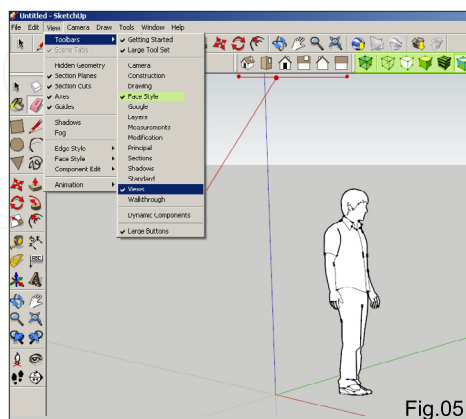 Untitled - SketchUp
File Edit View Camera Draw Tools Window Help
Toolbars
Scene Tabs
Hidden Geometry
Section Planes
Section Cuts
Axes
Guides
Shadows
Fog
Edge Style
Face Style
Component Edit
Animation
Getting Started
Large Tool Set
Camera
Construction
Drawing
Face Style
Google
Layers
Measurements
Modification
Principal
Sections
Shadows
Standard
Views
Walkthrough
Dynamic Components
Large Buttons
ABC
Fig.05